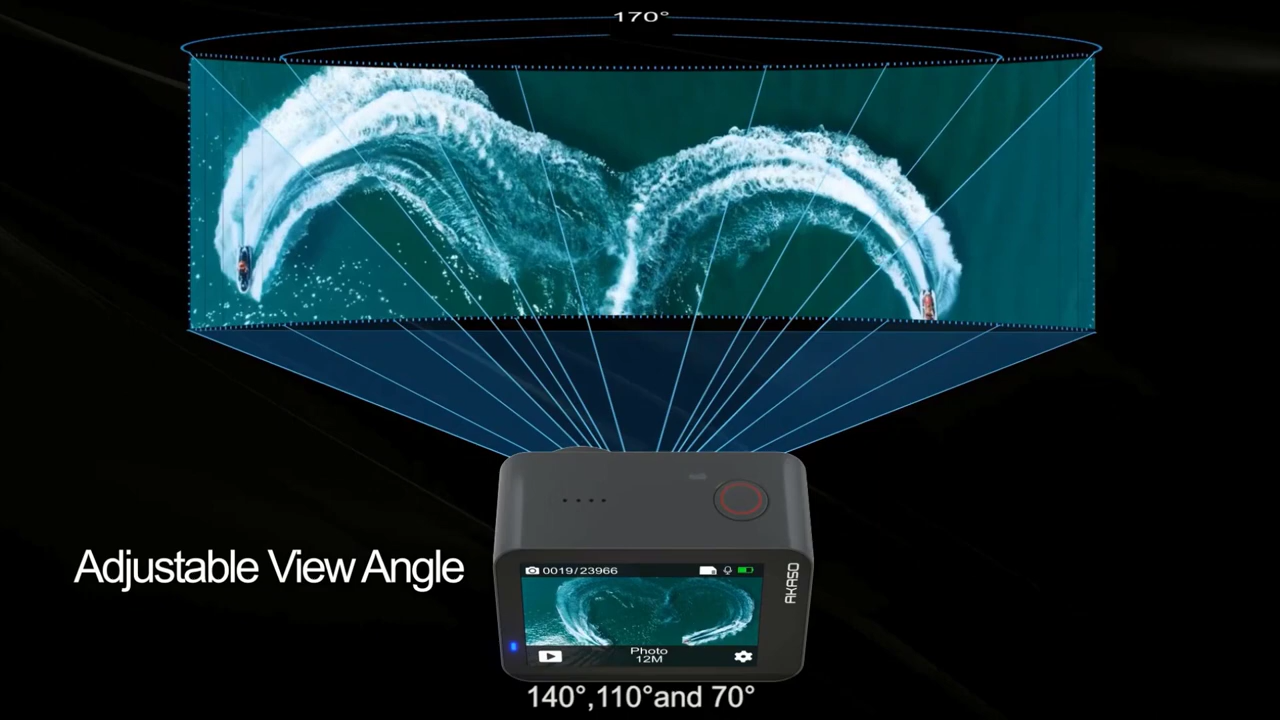 170°
Adjustable View Angle
0019/23966
AKASO
Photo
12M
140°,110°and 70°